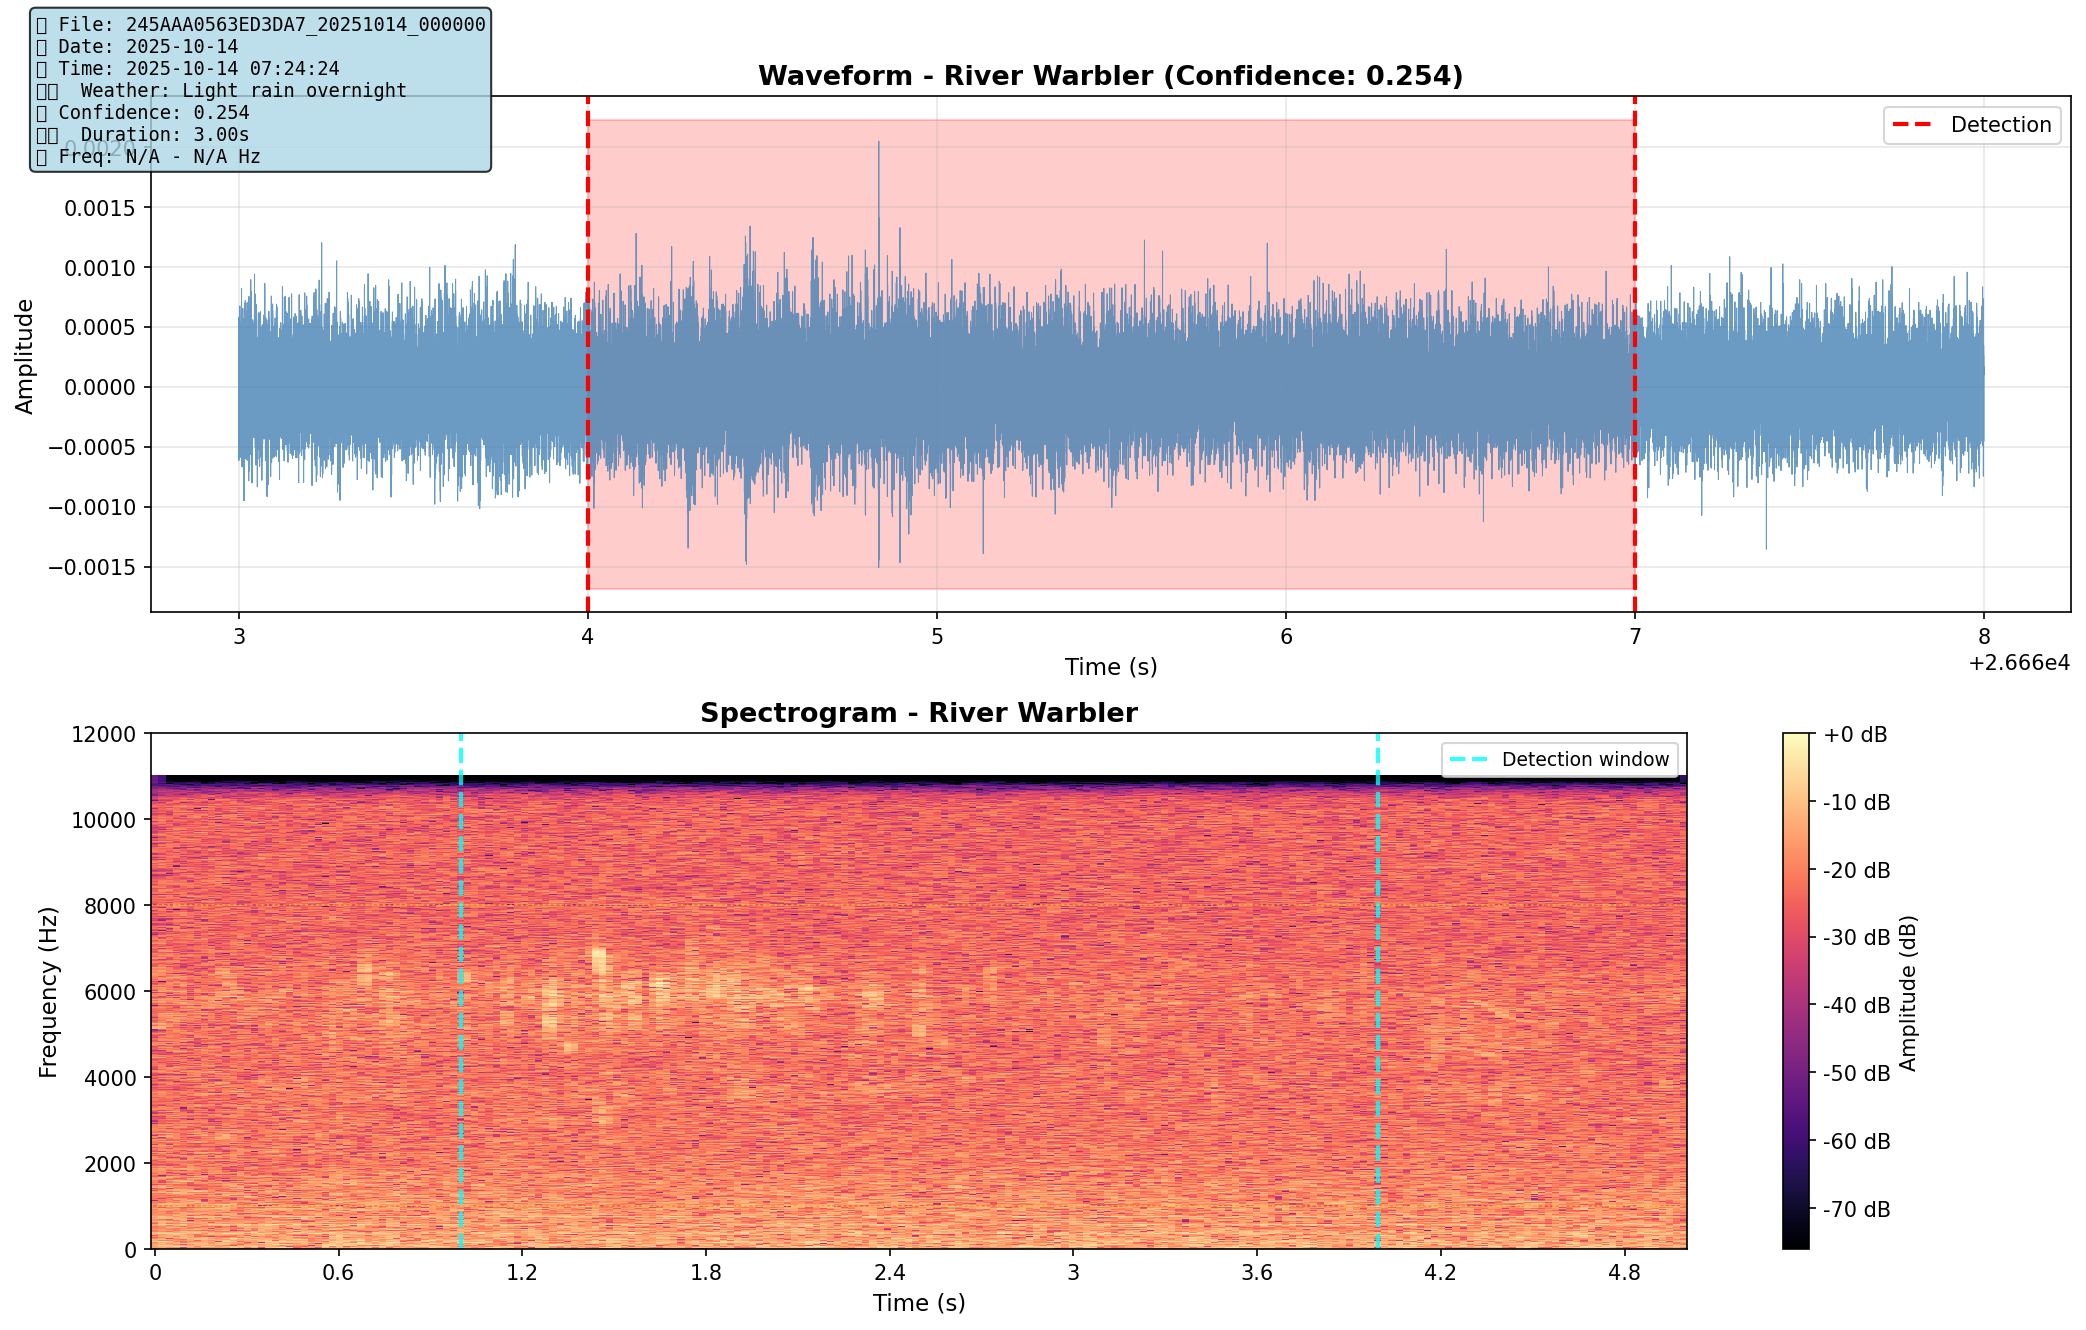 File: 245AAA0563ED3DA7_20251014_000000
Date: 2025-10-14
Time: 2025-10-14 07:24:24
Weather: Light rain overnight
Confidence: 0.254
Duration: 3.00s
Freq: N/A - N/A Hz
Waveform - River Warbler (Confidence: 0.254)
Detection
Amplitude
0.0020
0.0015
0.0010
0.0005
0.0000
−0.0005
−0.0010
−0.0015
3 4 5 6 7 8
Time (s)
+2.666e4
Spectrogram - River Warbler
Detection window
Frequency (Hz)
12000
10000
8000
6000
4000
2000
0
0 0.6 1.2 1.8 2.4 3 3.6 4.2 4.8
Time (s)
+0 dB
-10 dB
-20 dB
-30 dB
-40 dB
-50 dB
-60 dB
-70 dB
Amplitude (dB)